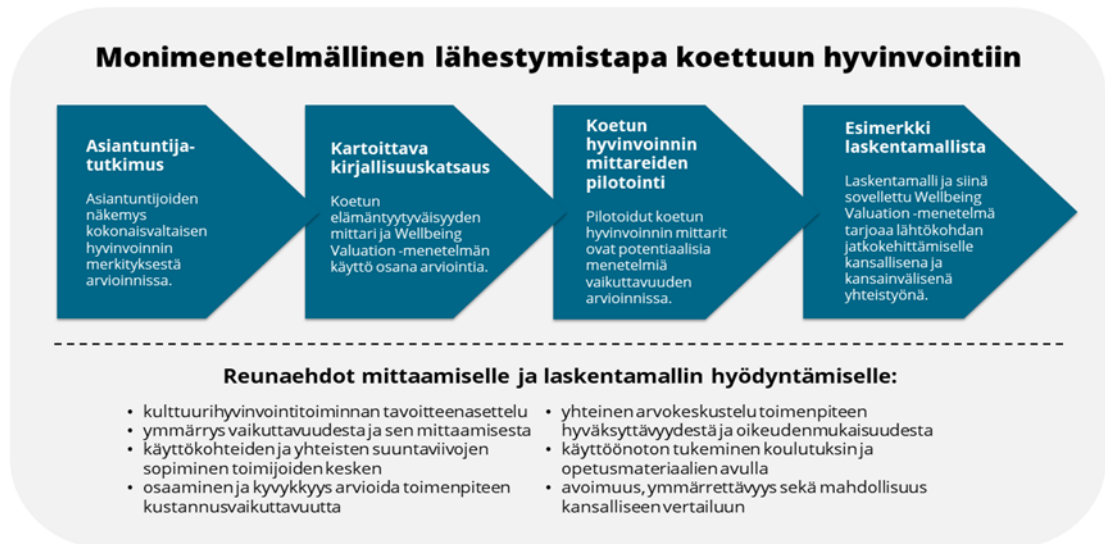 Monimenetelmällinen lähestymistapa koettuun hyvinvointiin
Asiantuntija-
tutkimus
Asiantuntijoiden
näkemys
kokonaisvaltaisen
hyvinvoinnin
merkityksestä
arvioinnissa.
Kartoittava
kirjallisuuskatsaus
Koetun
elämäntyytyväisyyden
mittari ja Wellbeing
Valuation -menetelmän
käyttö osana arviointia.
Koetun
hyvinvoinnin
mittareiden
pilotointi
Pilotoidut koetun
hyvinvoinnin mittarit
ovat potentiaalisia
menetelmiä
vaikuttavuuden
arvioinnissa.
Esimerkki
laskentamallista
Laskentamalli ja siinä
sovellettu Wellbeing
Valuation -menetelmä
tarjoaa lähtökohdan
jatkokehittämiselle
kansallisena ja
kansainvälisenä
yhteistyönä.
Reunaehdot mittaamiselle ja laskentamallin hyödyntämiselle:
• kulttuurihyvinvointitoiminnan tavoitteenasettelu
• ymmärrys vaikuttavuudesta ja sen mittaamisesta
• käyttökohteiden ja yhteisten suuntaviivojen
sopiminen toimijoiden kesken
• osaaminen ja kyvykkyys arvioida toimenpiteen
kustannusvaikuttavuutta
• yhteinen arvokeskustelu toimenpiteen
hyväksyttävyydestä ja oikeudenmukaisuudesta
• käyttöönoton tukeminen koulutuksin ja
opetusmateriaalien avulla
• avoimuus, ymmärrettävyys sekä mahdollisuus
kansalliseen vertailuun